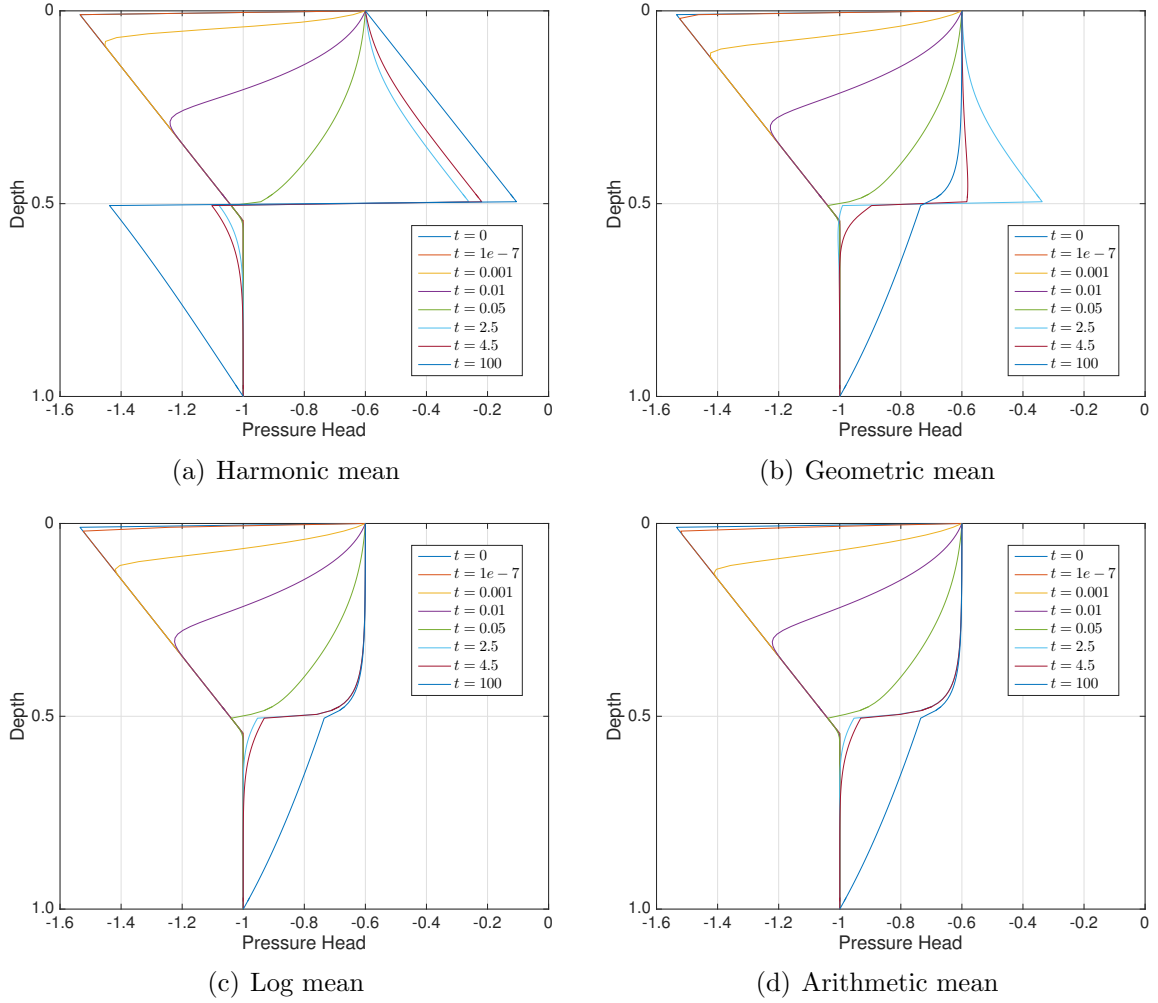 0
0.5
1.0
Depth
-1.6 -1.4 -1.2 -1 -0.8 -0.6 -0.4 -0.2 0
Pressure Head
t = 0
t = 1e − 7
t = 0.001
t = 0.01
t = 0.05
t = 2.5
t = 4.5
t = 100
(a) Harmonic mean
0
0.5
1.0
Depth
-1.6 -1.4 -1.2 -1 -0.8 -0.6 -0.4 -0.2 0
Pressure Head
t = 0
t = 1e − 7
t = 0.001
t = 0.01
t = 0.05
t = 2.5
t = 4.5
t = 100
(b) Geometric mean
0
0.5
1.0
Depth
-1.6 -1.4 -1.2 -1 -0.8 -0.6 -0.4 -0.2 0
Pressure Head
t = 0
t = 1e − 7
t = 0.001
t = 0.01
t = 0.05
t = 2.5
t = 4.5
t = 100
(c) Log mean
0
0.5
1.0
Depth
-1.6 -1.4 -1.2 -1 -0.8 -0.6 -0.4 -0.2 0
Pressure Head
t = 0
t = 1e − 7
t = 0.001
t = 0.01
t = 0.05
t = 2.5
t = 4.5
t = 100
(d) Arithmetic mean